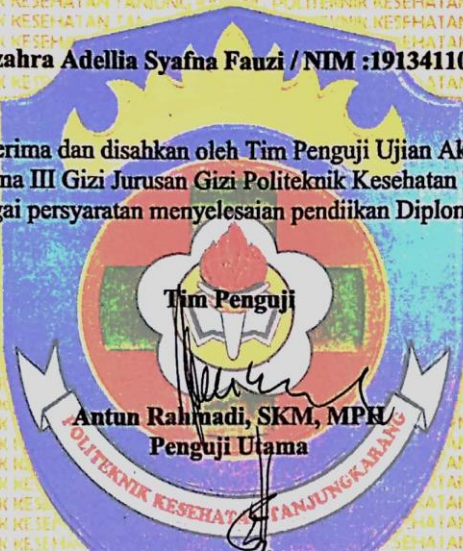 zahra Adellia Syafna Fauzi / NIM :19134110
erima dan disahkan oleh Tim Penguji Ujian Ak
na III Gizi Jurusan Gizi Politeknik Kesehatan
gai persyaratan menyelesaian pendiikan Diplon
Tim Penguji
Antun Rahmadi, SKM, MPH
Penguji Utama
POLITEKNIK KESEHATAN TANJUNGKARANG